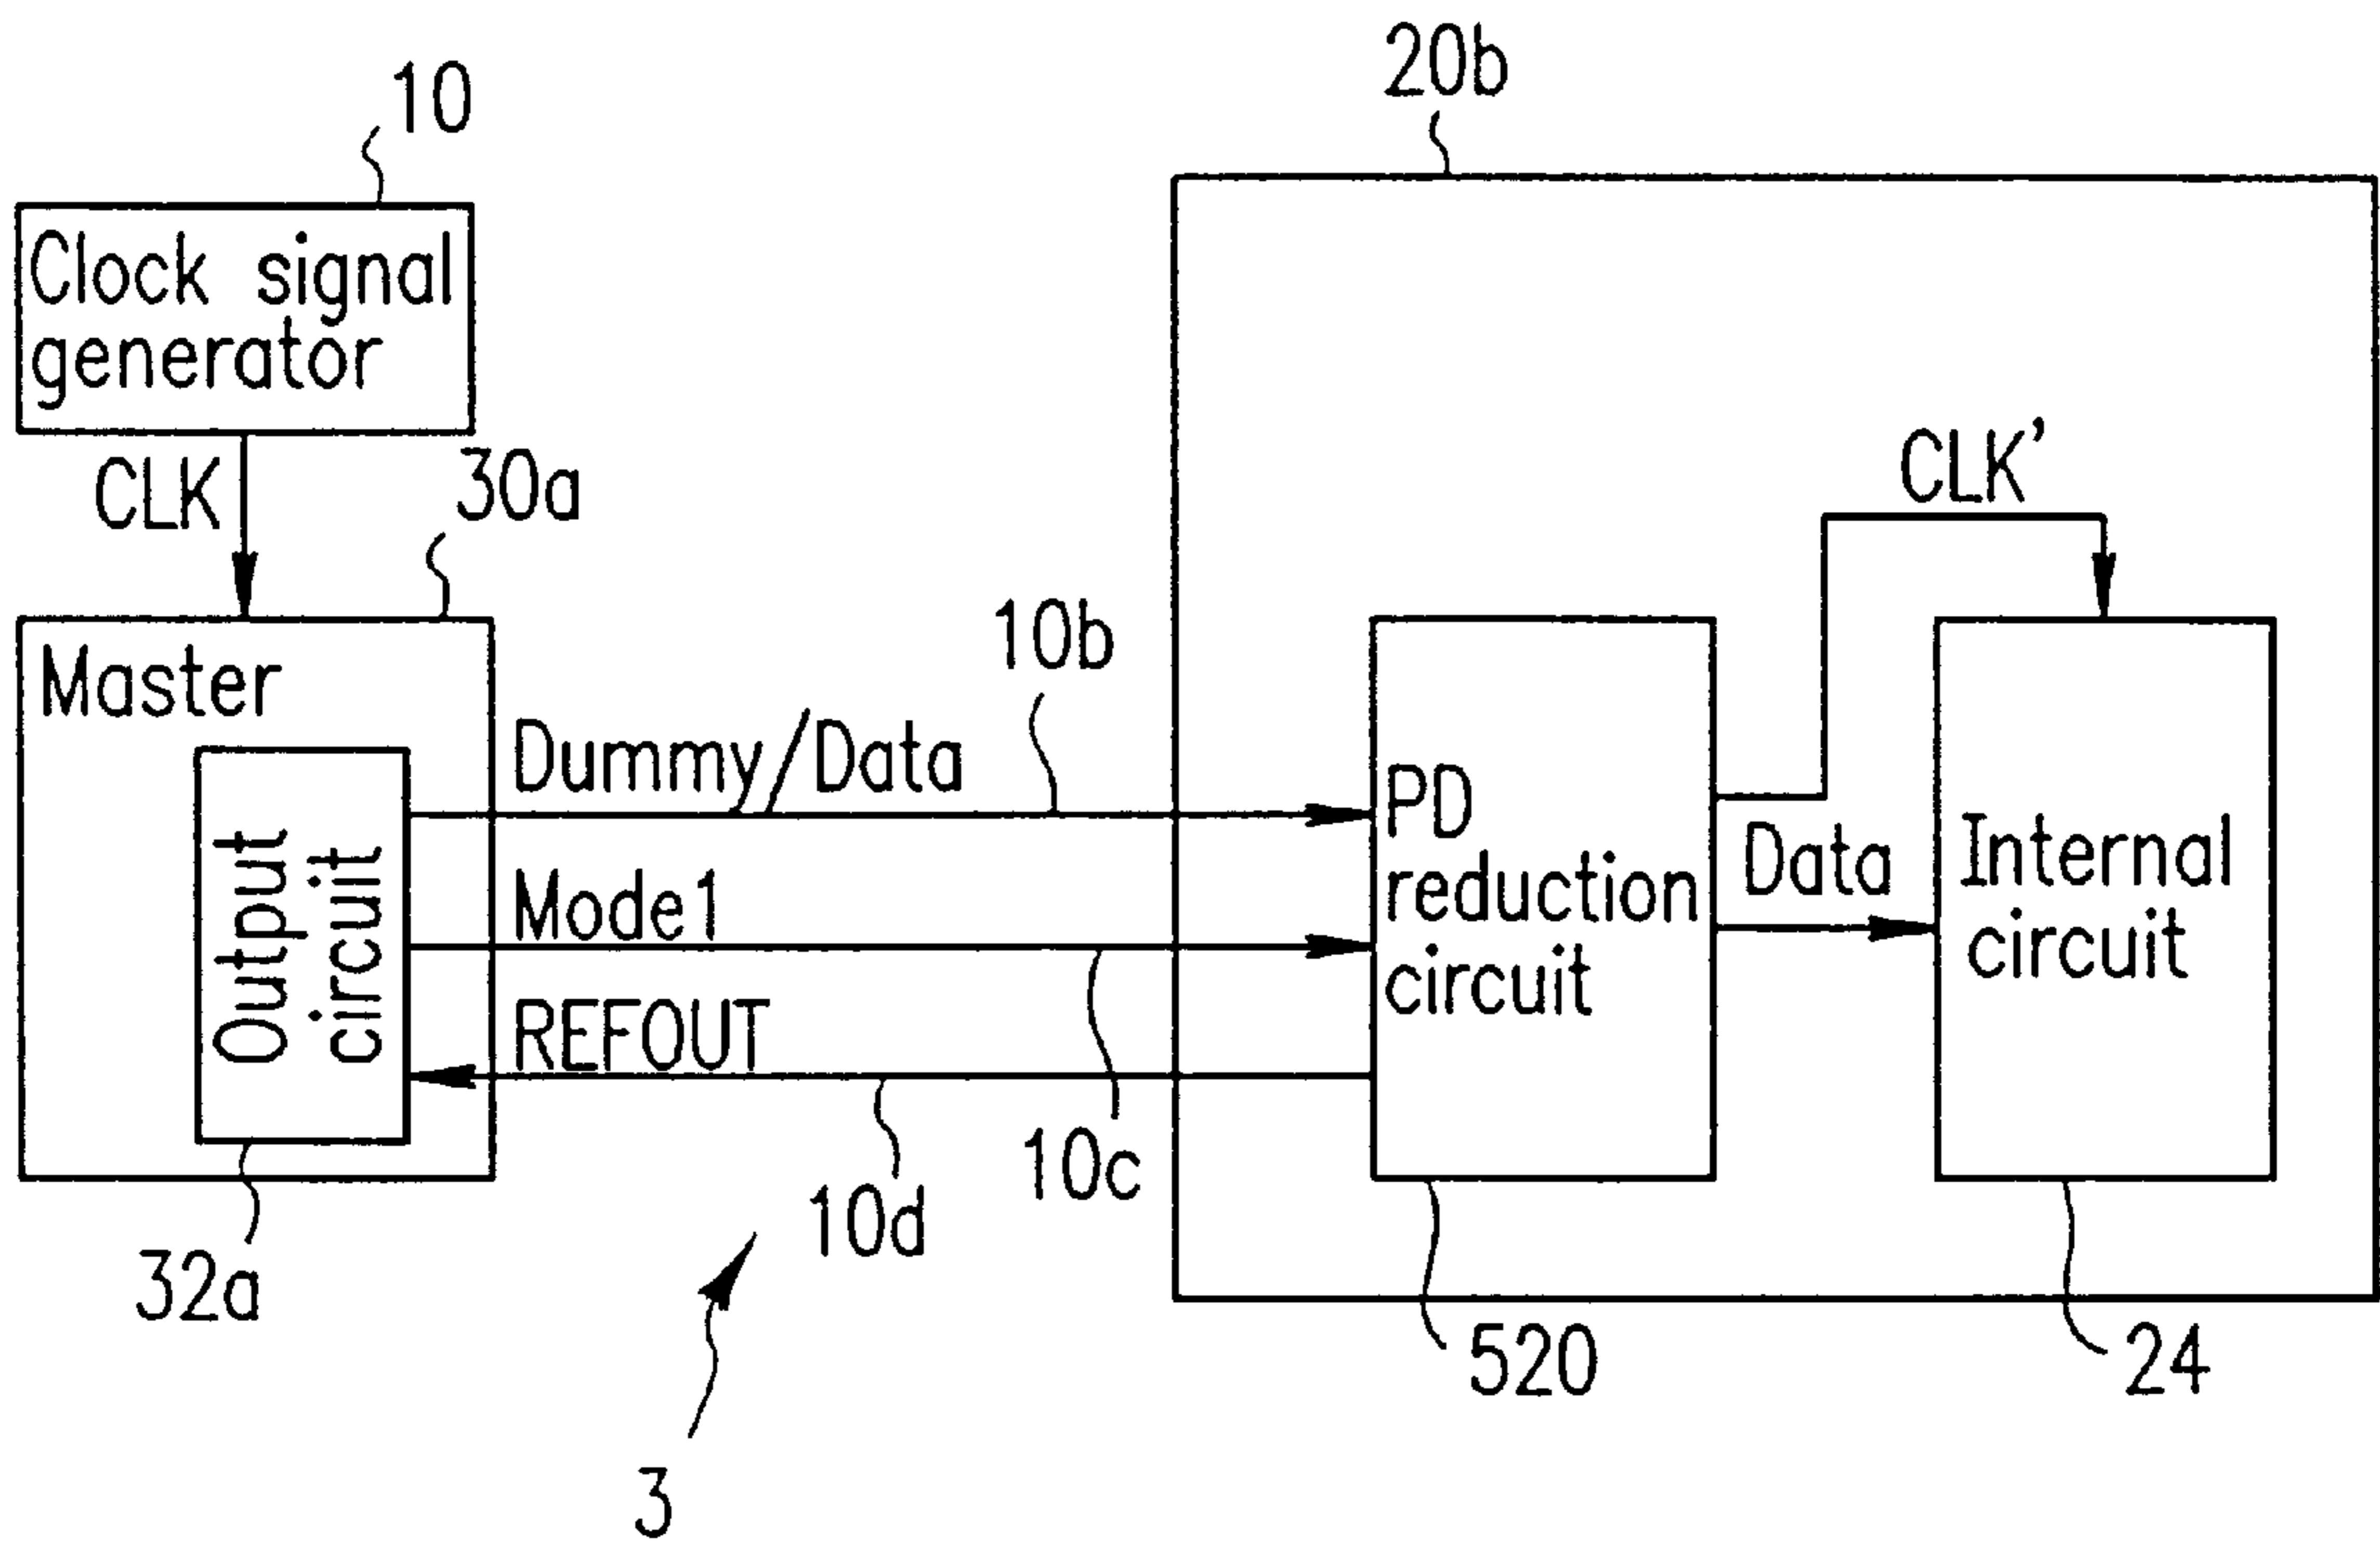 20b
10
Clock signal
generator
CLK'
CLK
30a
10b
Master
Dummy/Data
PD
reduction
circuit
Data
Internal
circuit
Mode1
Output
circuit
REFOUT
10c
10d
32a
520
24
3